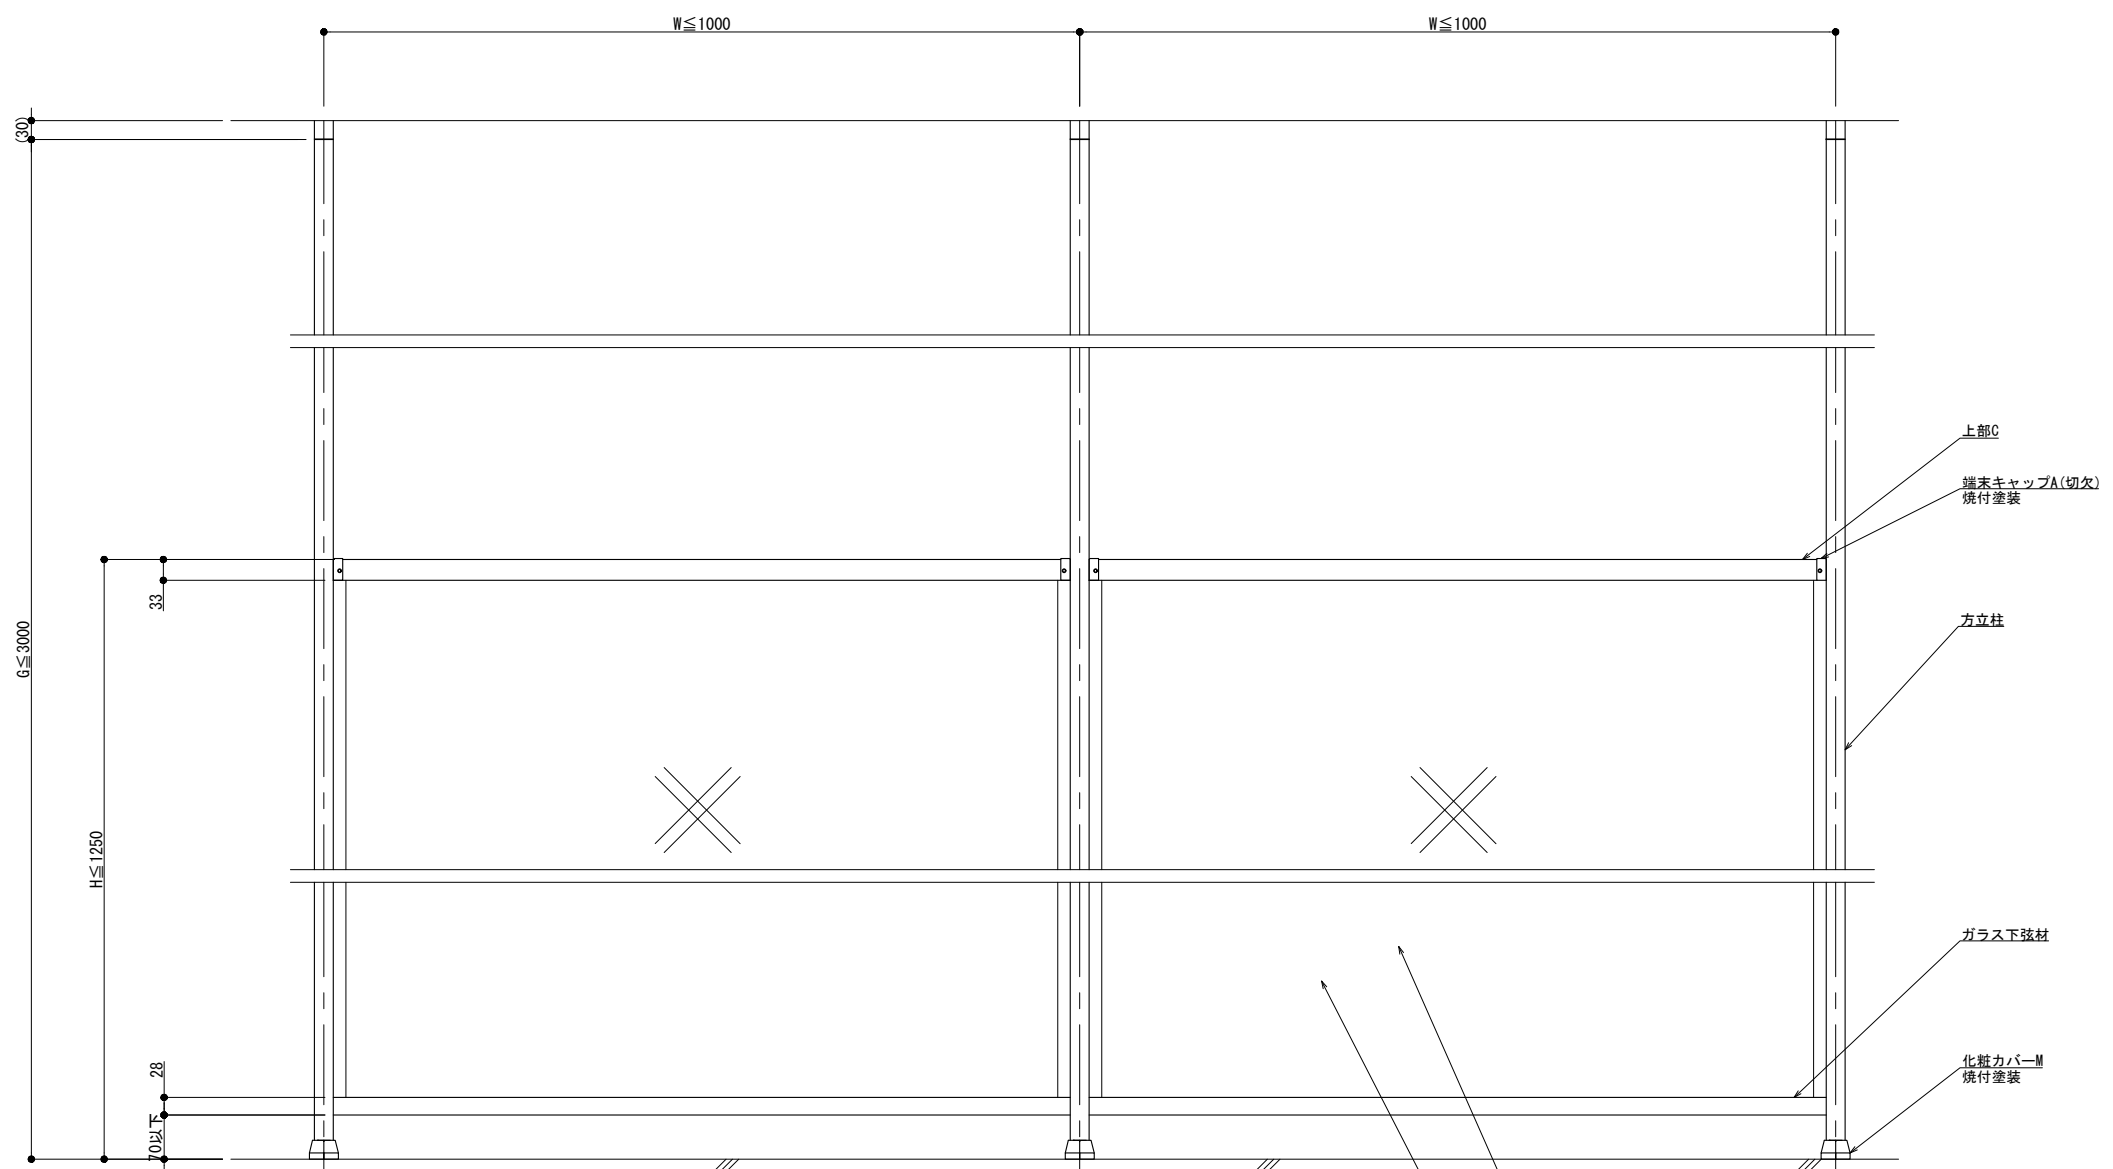 W≦1000
W≦1000
(30)
上部C
端末キャップA(切欠)
焼付塗装
33
方立柱
G≦3000
H≦1250
ガラス下弦材
28
化粧カバーM
焼付塗装
70以下